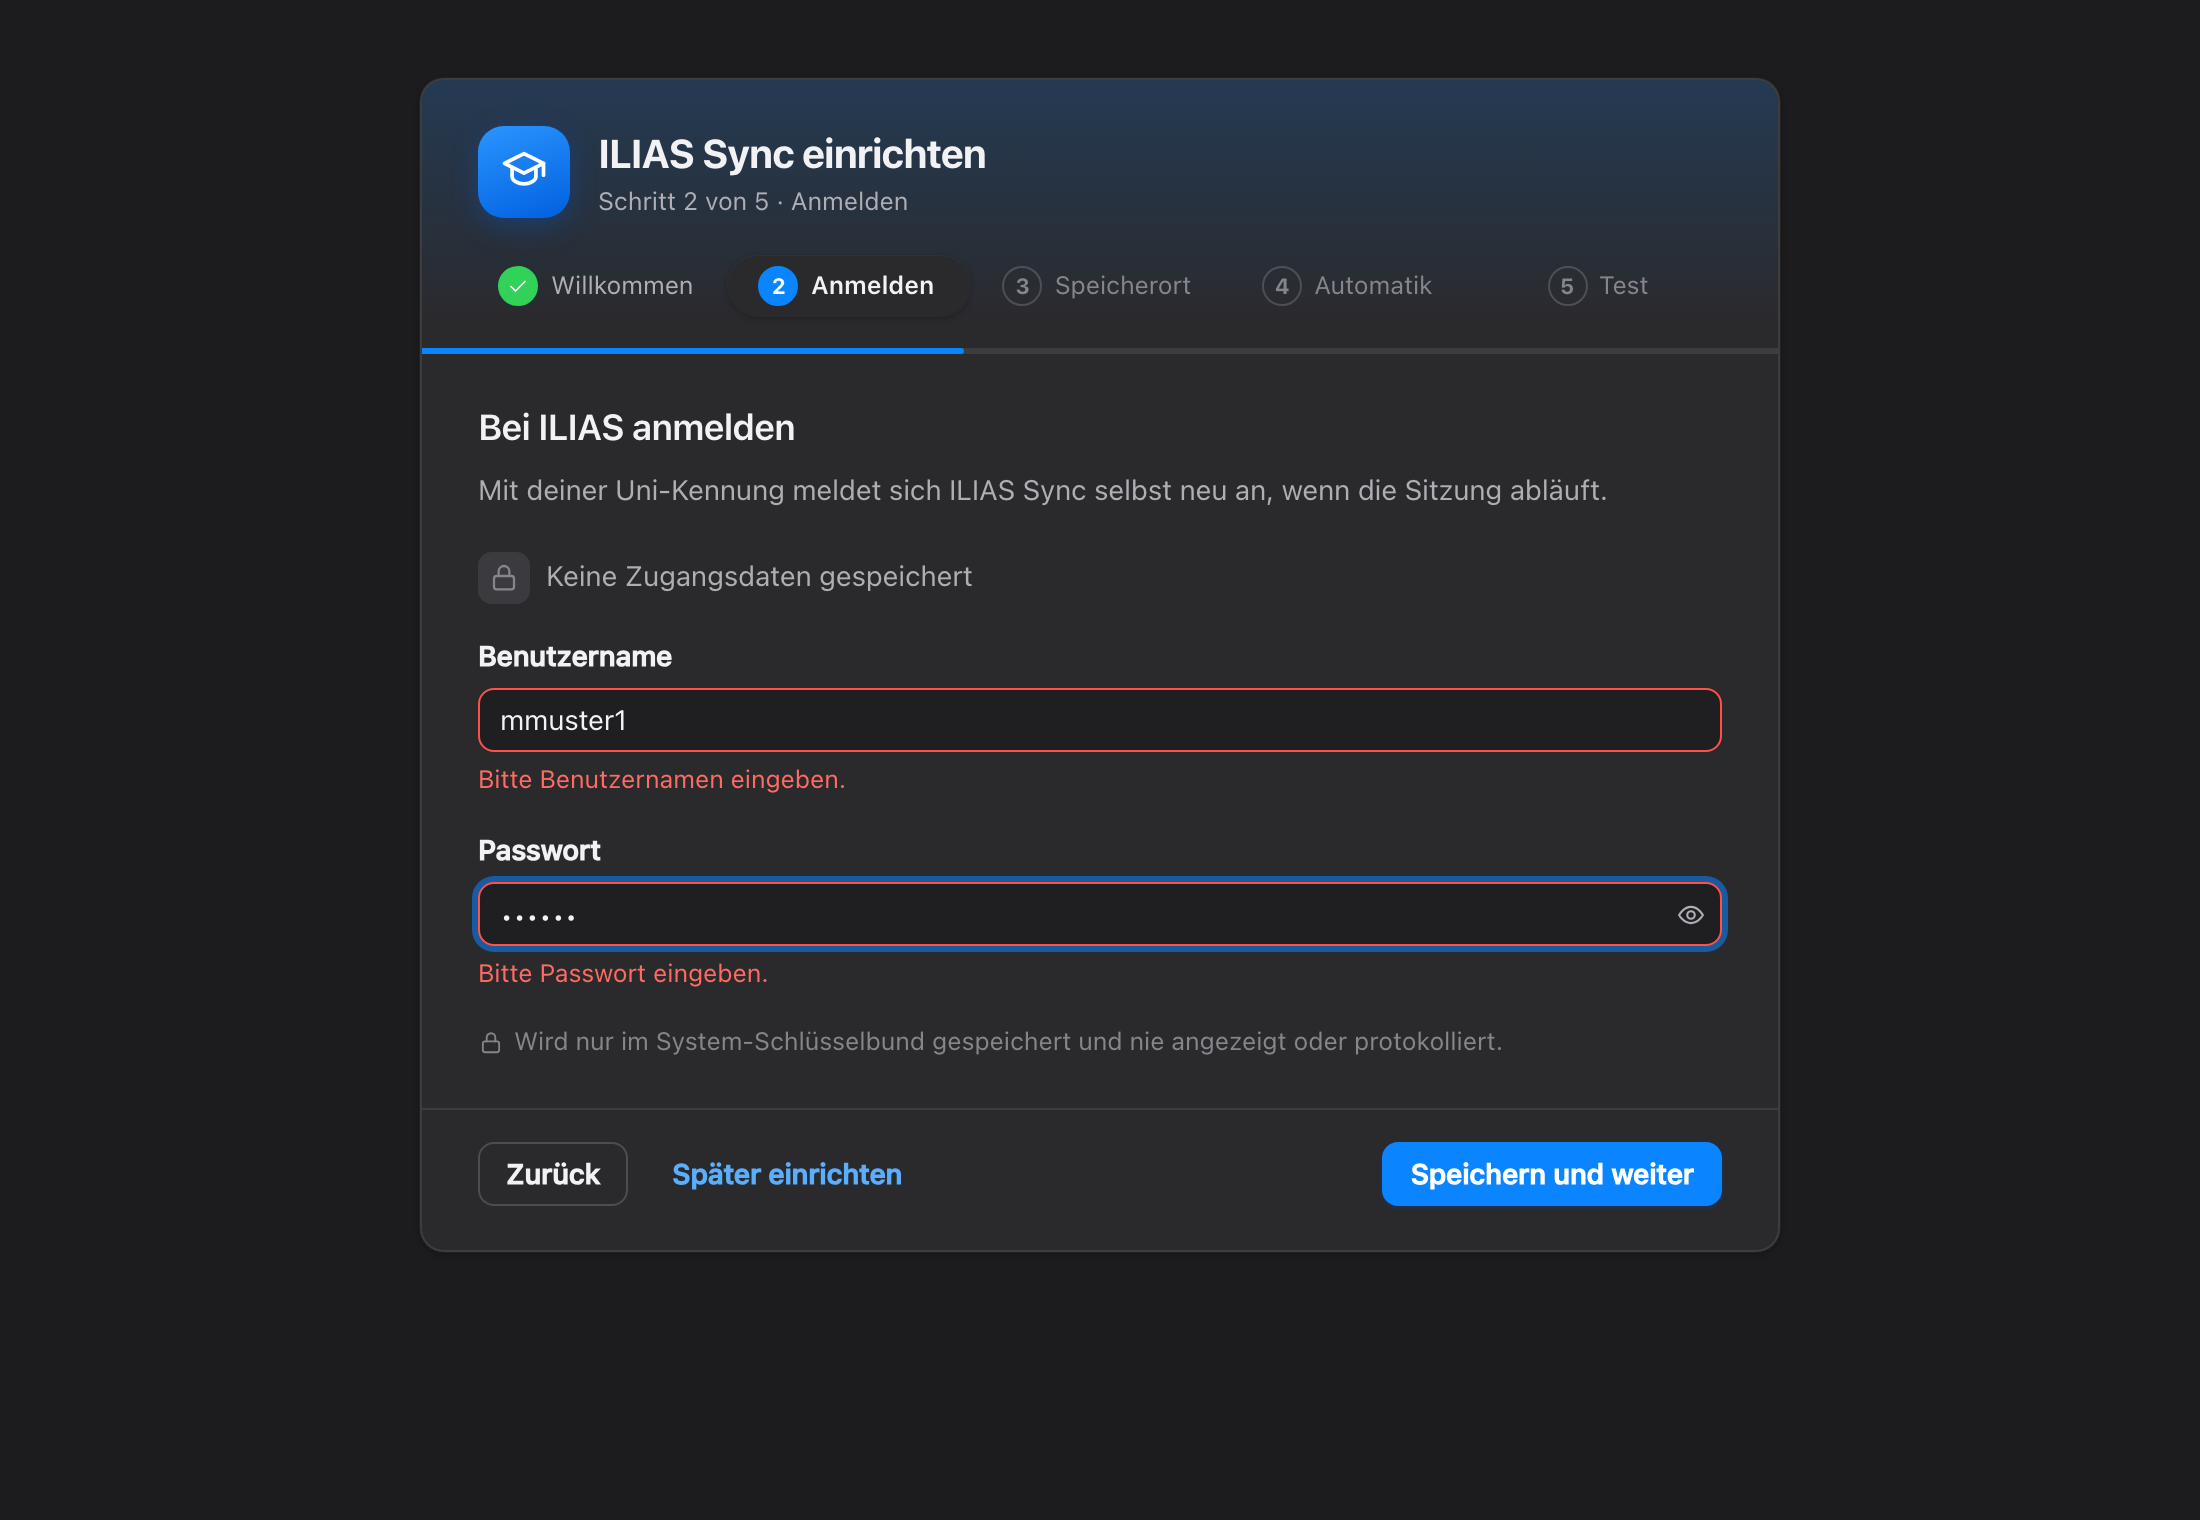 ILIAS Sync einrichten
Schritt 2 von 5 · Anmelden
Willkommen
2 Anmelden
3 Speicherort
4 Automatik
5 Test
Bei ILIAS anmelden
Mit deiner Uni-Kennung meldet sich ILIAS Sync selbst neu an, wenn die Sitzung abläuft.
Keine Zugangsdaten gespeichert
Benutzername
mmuster1
Bitte Benutzernamen eingeben.
Passwort
••••••
Bitte Passwort eingeben.
Wird nur im System-Schlüsselbund gespeichert und nie angezeigt oder protokolliert.
Zurück
Später einrichten
Speichern und weiter